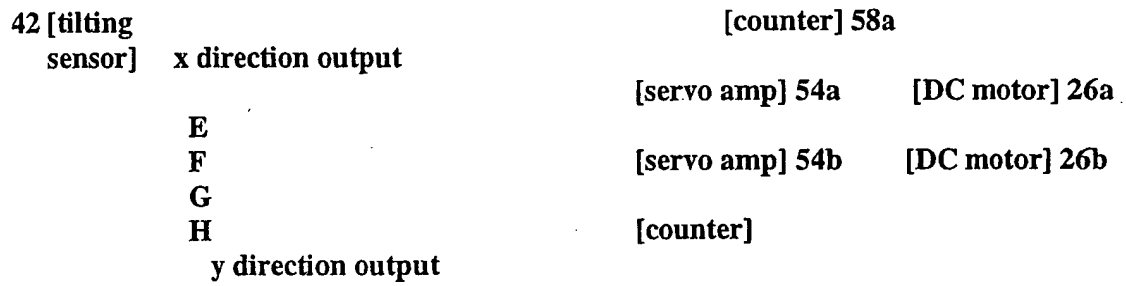 42 [tilting [counter] 58a
sensor] x direction output
[servo amp] 54a [DC motor] 26a
E
F [servo amp] 54b [DC motor] 26b
G
H [counter]
y direction output